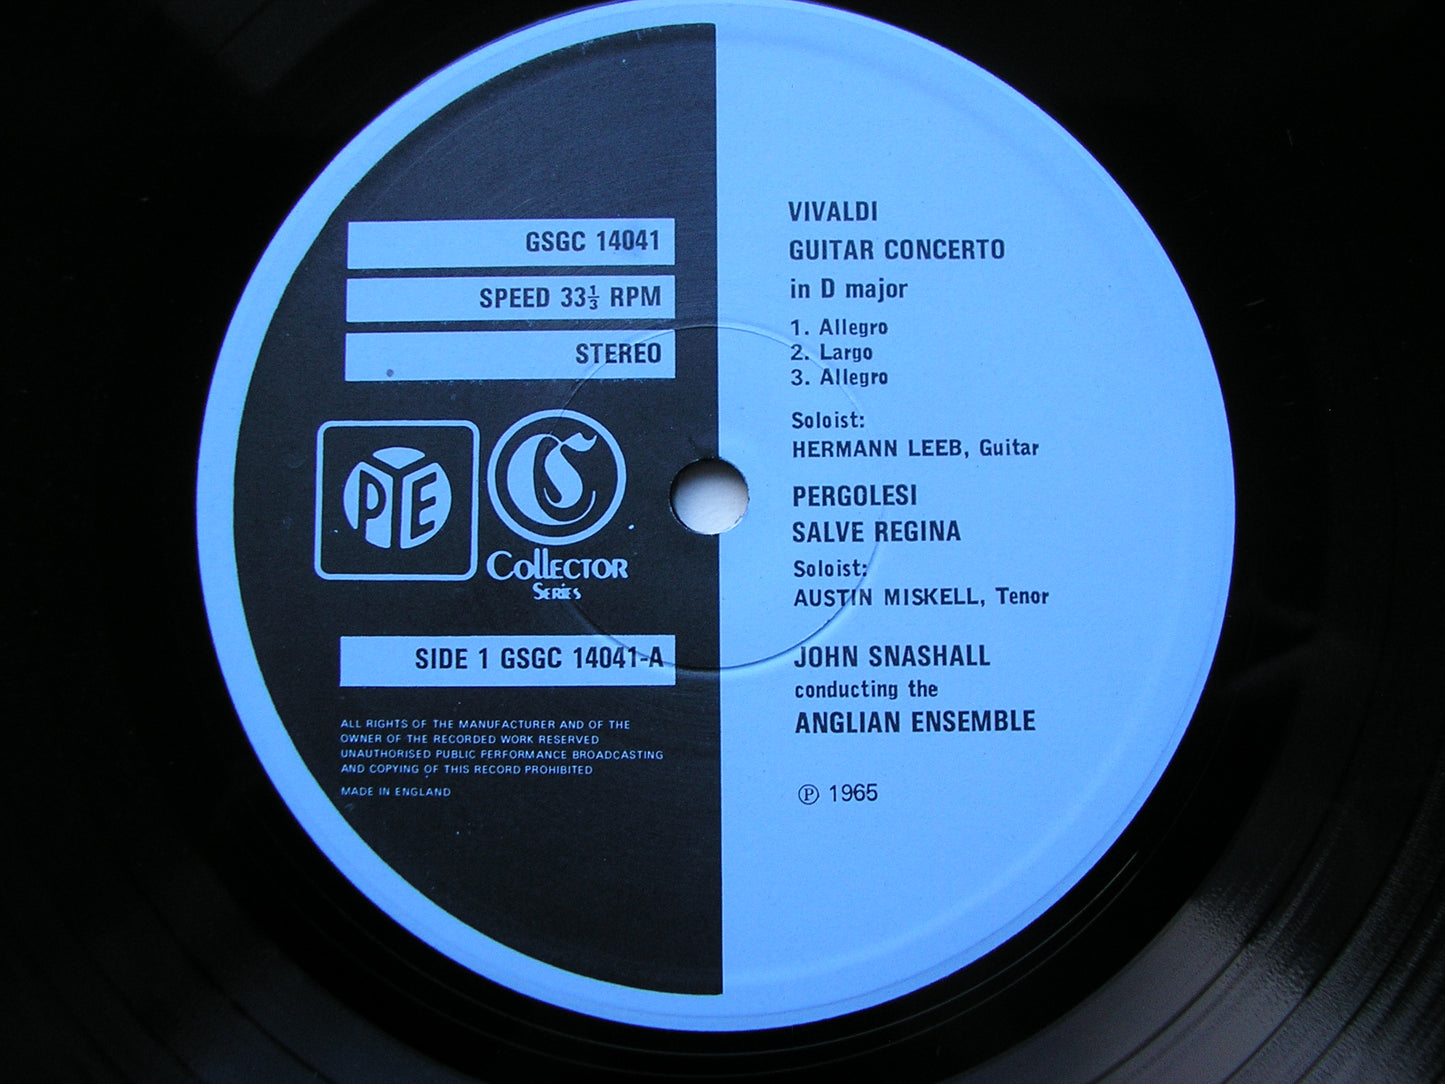 GSGC 14041
SPEED 33⅓ RPM
STEREO
PYE
C
Collector
Series
SIDE 1 GSGC 14041-A
ALL RIGHTS OF THE MANUFACTURER AND OF THE
OWNER OF THE RECORDED WORK RESERVED
UNAUTHORISED PUBLIC PERFORMANCE BROADCASTING
AND COPYING OF THIS RECORD PROHIBITED
MADE IN ENGLAND
VIVALDI
GUITAR CONCERTO
in D major
1. Allegro
2. Largo
3. Allegro
Soloist:
HERMANN LEEB, Guitar
PERGOLESI
SALVE REGINA
Soloist:
AUSTIN MISKELL, Tenor
JOHN SNASHALL
conducting the
ANGLIAN ENSEMBLE
℗ 1965